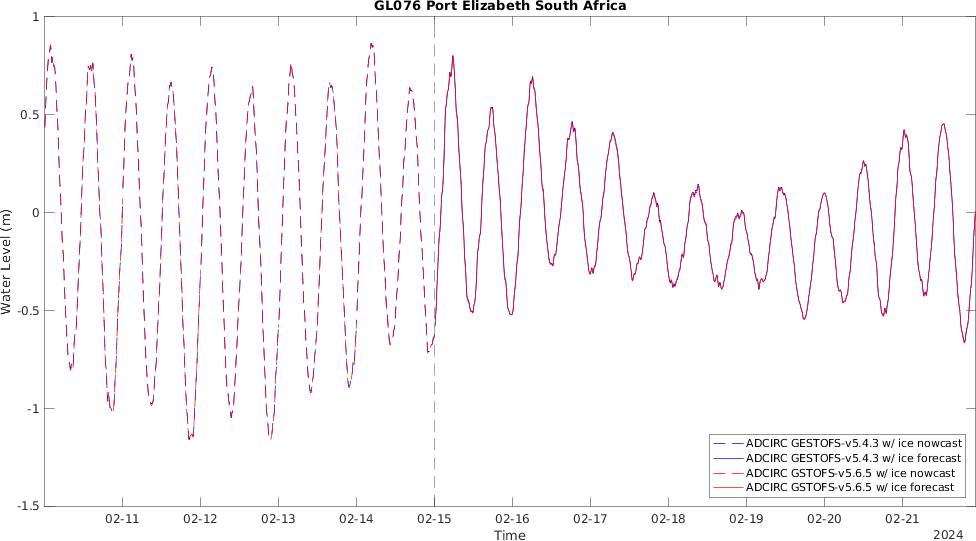 GL076 Port Elizabeth South Africa
Water Level (m)
1
0.5
0
-0.5
-1
-1.5
ADCIRC GESTOFS-v5.4.3 w/ ice nowcast
ADCIRC GESTOFS-v5.4.3 w/ ice forecast
ADCIRC GSTOFS-v5.6.5 w/ ice nowcast
ADCIRC GSTOFS-v5.6.5 w/ ice forecast
02-11 02-12 02-13 02-14 02-15 02-16 02-17 02-18 02-19 02-20 02-21
Time
2024